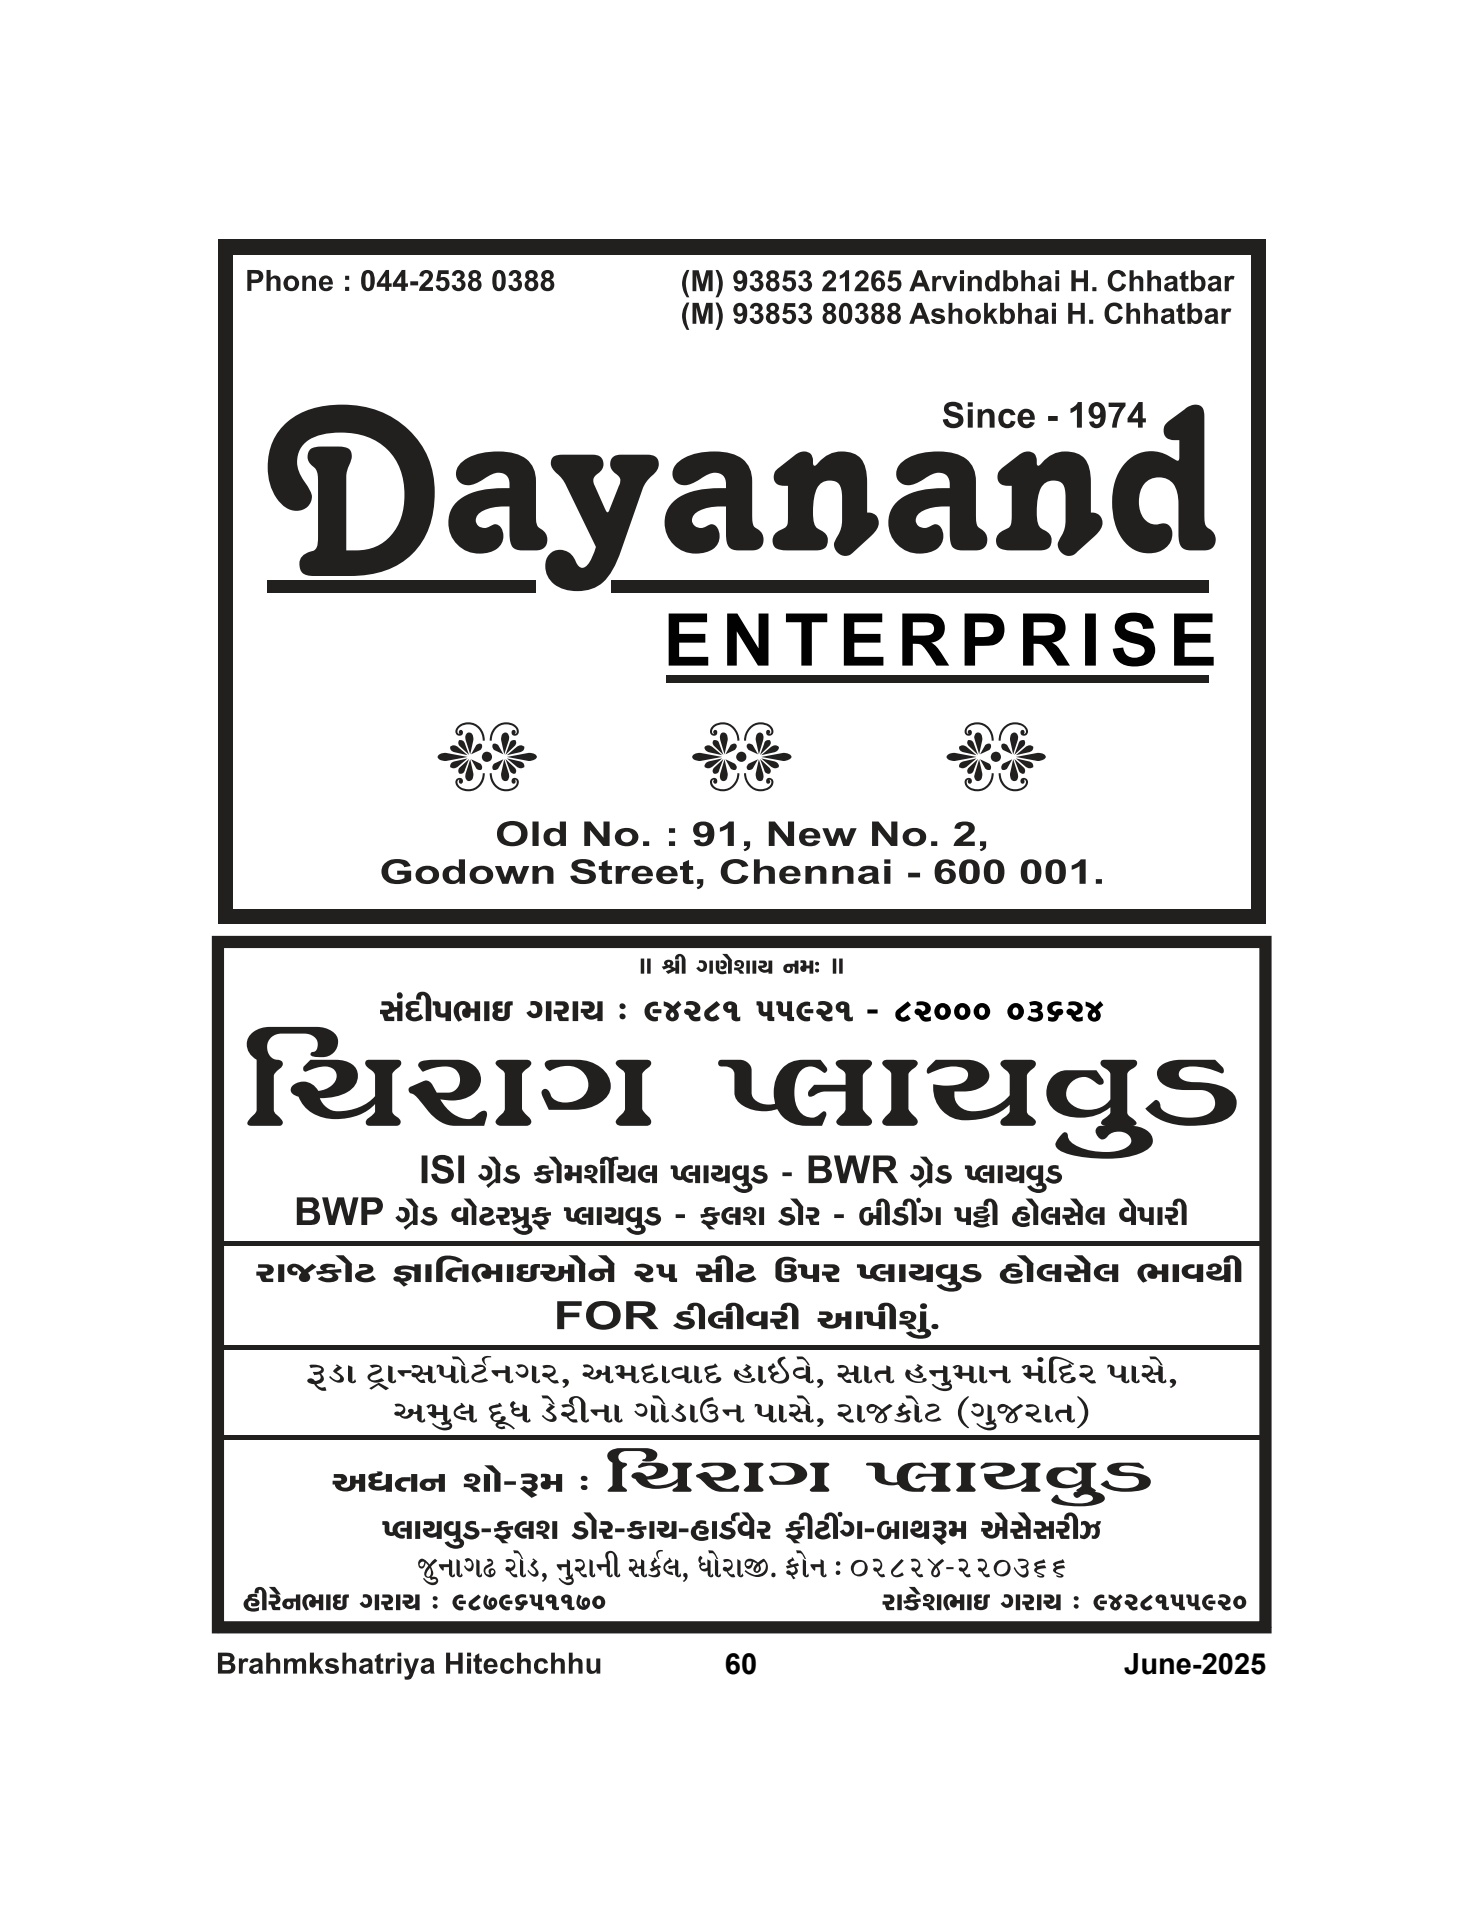 Phone : 044-2538 0388
(M) 93853 21265 Arvindbhai H. Chhatbar
(M) 93853 80388 Ashokbhai H. Chhatbar
Since - 1974
Dayanand
ENTERPRISE
Old No. : 91, New No. 2,
Godown Street, Chennai - 600 001.
॥ શ્રી ગણેશાય નમઃ ॥
સંદીપભાઇ ગરાચ : ૯૪૨૮૧ ૫૫૯૨૧ - ૮૨૦૦૦ ૦૩૬૨૪
ચિરાગ પ્લાયવુડ
ISI ગ્રેડ કોમર્શીયલ પ્લાયવુડ - BWR ગ્રેડ પ્લાયવુડ
BWP ગ્રેડ વોટરપ્રુફ પ્લાયવુડ - ફલશ ડોર - બીડીંગ પટ્ટી હોલસેલ વેપારી
રાજકોટ જ્ઞાતિભાઇઓને ૨૫ સીટ ઉપર પ્લાયવુડ હોલસેલ ભાવથી
FOR ડીલીવરી આપીશું.
રૂડા ટ્રાન્સપોર્ટનગર, અમદાવાદ હાઈવે, સાત હનુમાન મંદિર પાસે,
અમુલ દૂધ ડેરીના ગોડાઉન પાસે, રાજકોટ (ગુજરાત)
અદ્યતન શો-રૂમ : ચિરાગ પ્લાયવુડ
પ્લાયવુડ-ફલશ ડોર-કાચ-હાર્ડવેર ફીટીંગ-બાથરૂમ એસેસરીઝ
જુનાગઢ રોડ, નુરાની સર્કલ, ધોરાજી. ફોન : ૦૨૮૨૪-૨૨૦૩૬૬
હીરેનભાઇ ગરાચ : ૯૮૭૯૬૫૧૧૭૦
રાકેશભાઇ ગરાચ : ૯૪૨૮૧૫૫૯૨૦
Brahmkshatriya Hitechchhu
60
June-2025